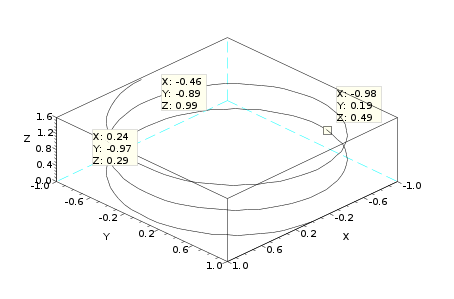 X: -0.46
Y: -0.89
Z: 0.99
X: -0.98
Y: 0.19
Z: 0.49
X: 0.24
Y: -0.97
Z: 0.29
1.6
1.2
0.8
0.4
0.0
Z
-1.0
-0.6
-0.2
0.2
0.6
1.0
Y
-1.0
-0.6
-0.2
0.2
0.6
1.0
X